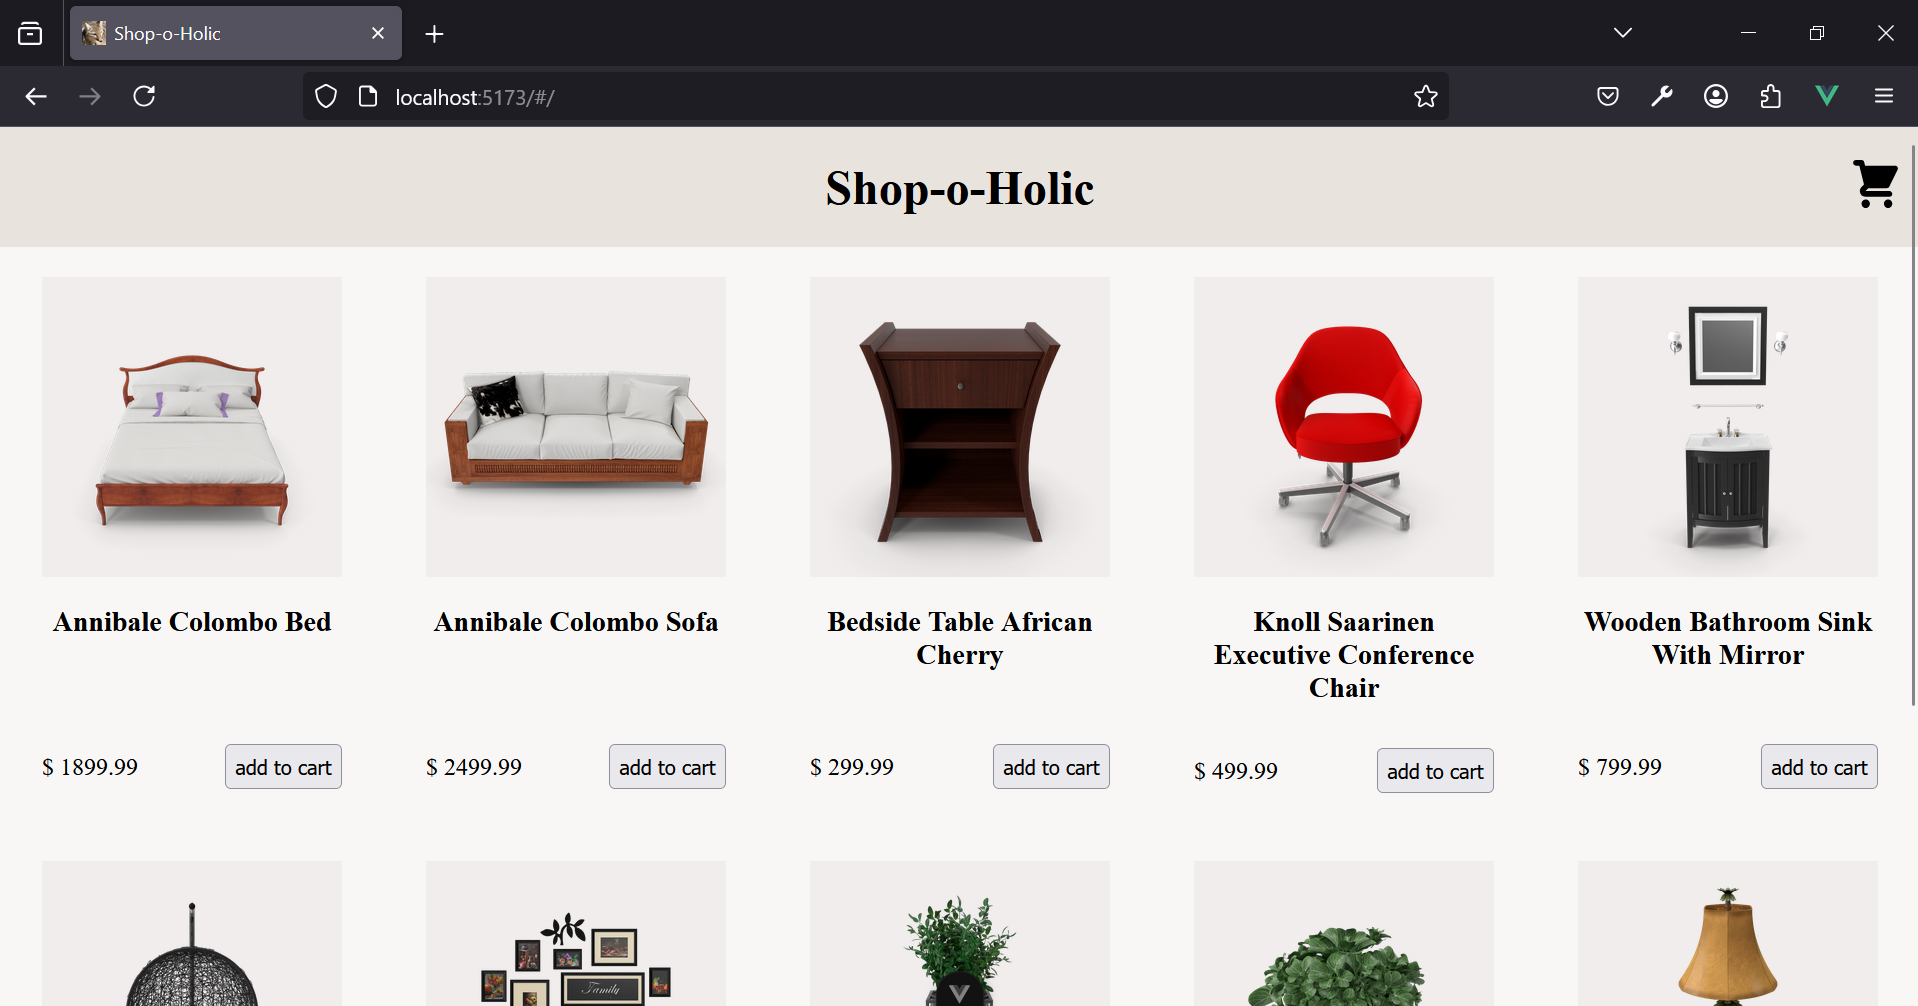 Shop-o-Holic
localhost:5173/#/
Shop-o-Holic
Annibale Colombo Bed
$ 1899.99
add to cart
Annibale Colombo Sofa
$ 2499.99
add to cart
Bedside Table African
Cherry
$ 299.99
add to cart
Knoll Saarinen
Executive Conference
Chair
$ 499.99
add to cart
Wooden Bathroom Sink
With Mirror
$ 799.99
add to cart
Family